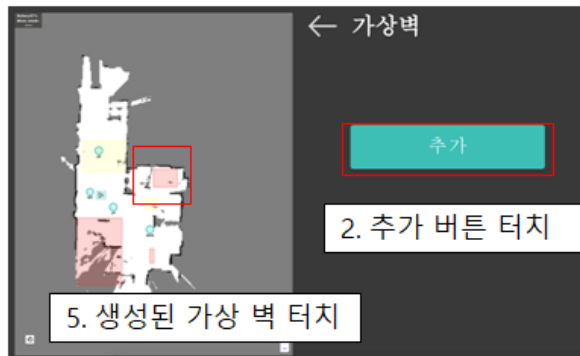 ← 가상벽
추가
2. 추가 버튼 터치
5. 생성된 가상 벽 터치